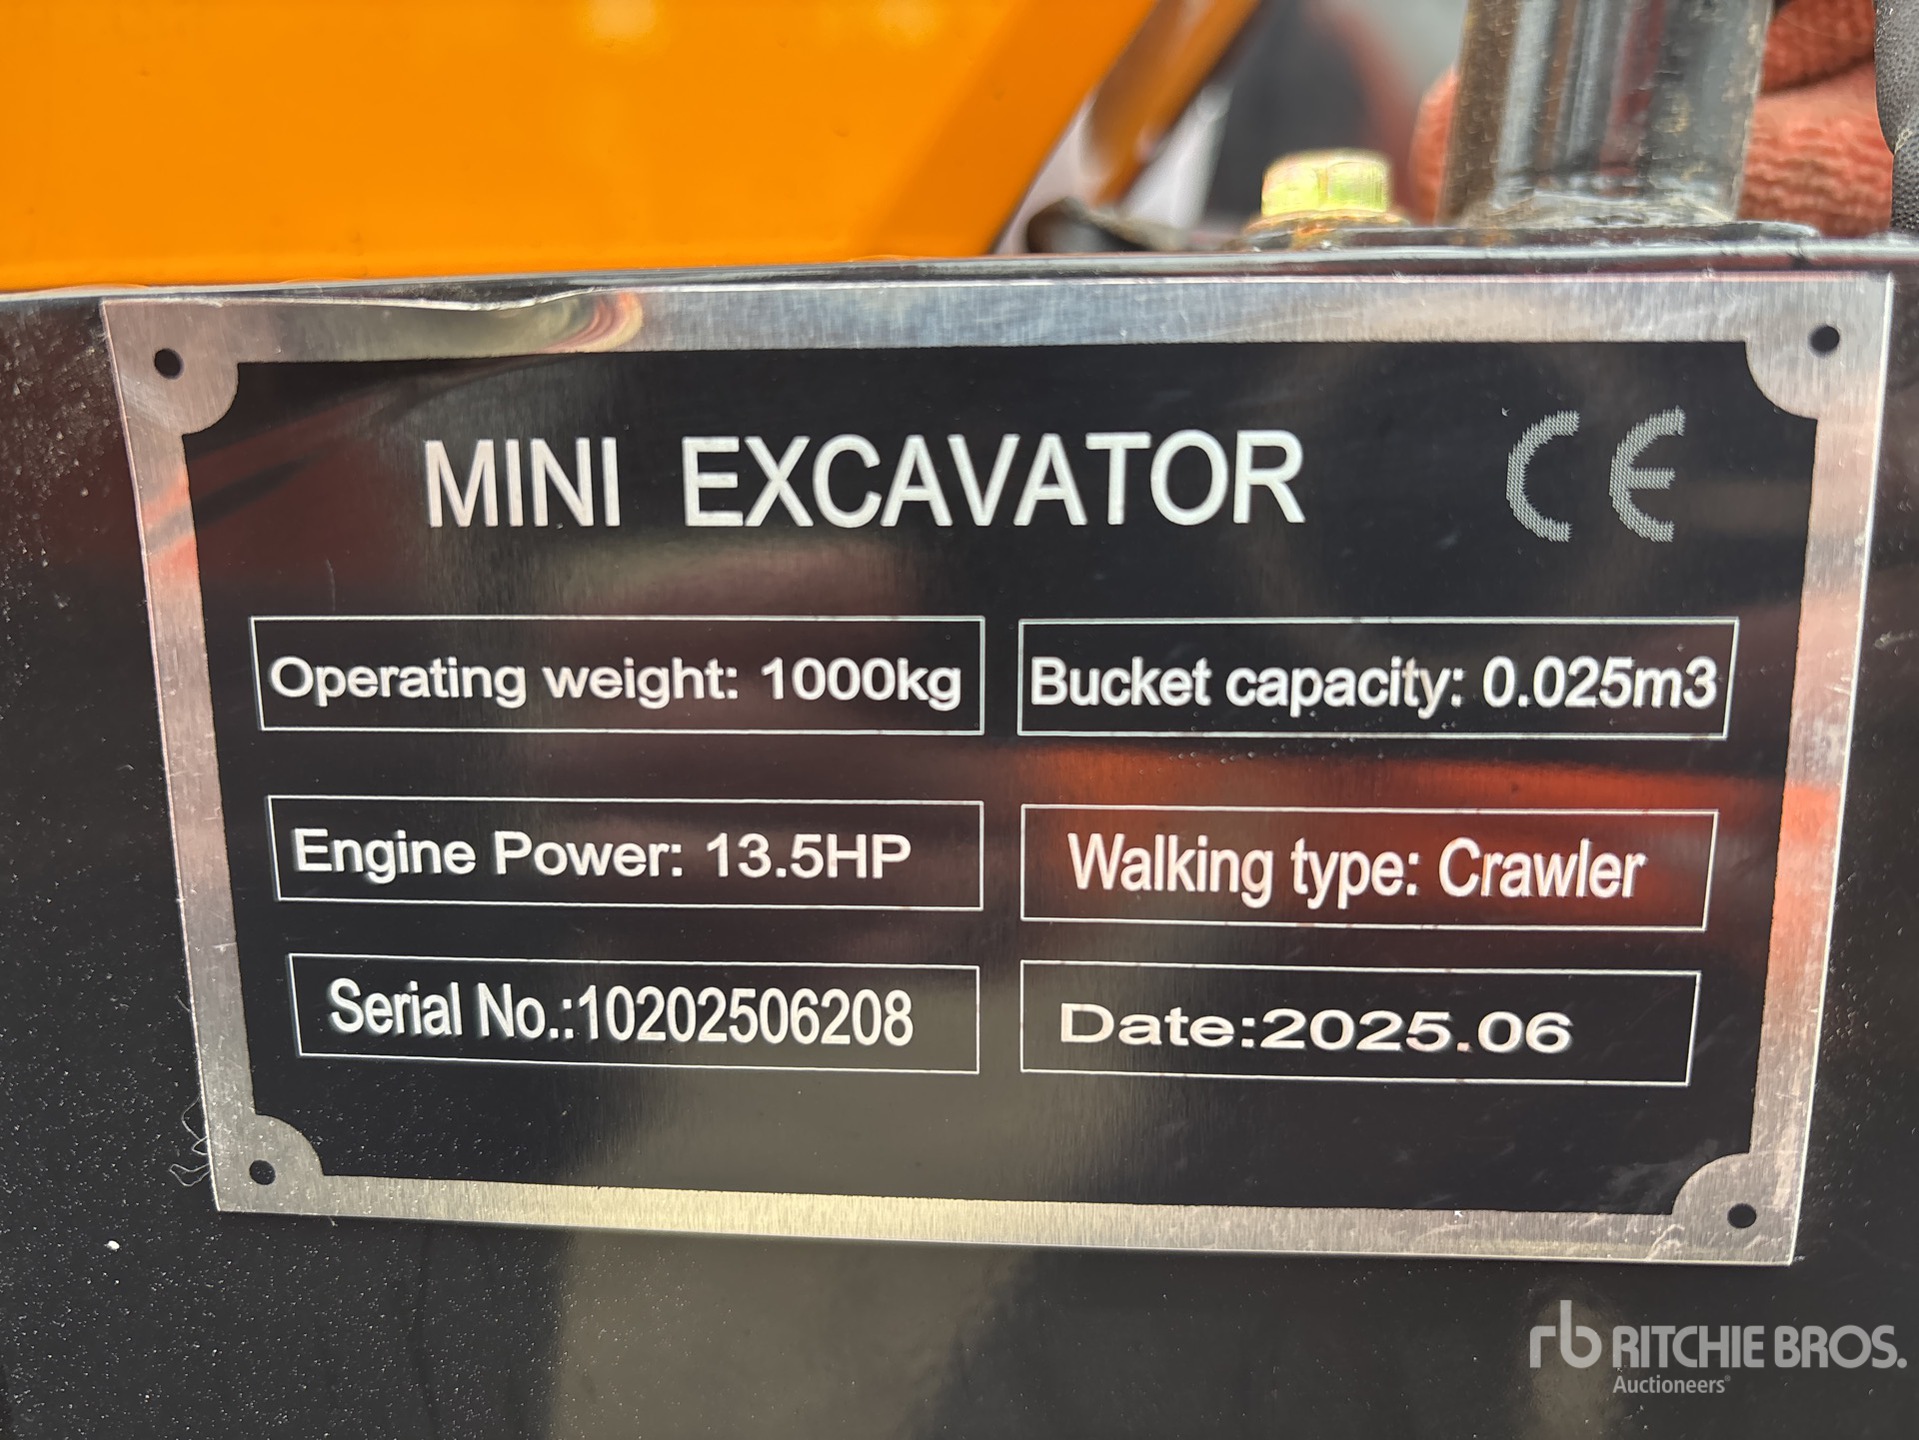 MINI EXCAVATOR CE
Operating weight: 1000kg
Bucket capacity: 0.025m3
Engine Power: 13.5HP
Walking type: Crawler
Serial No.:10202506208
Date:2025.06
rb RITCHIE BROS.
Auctioneers®